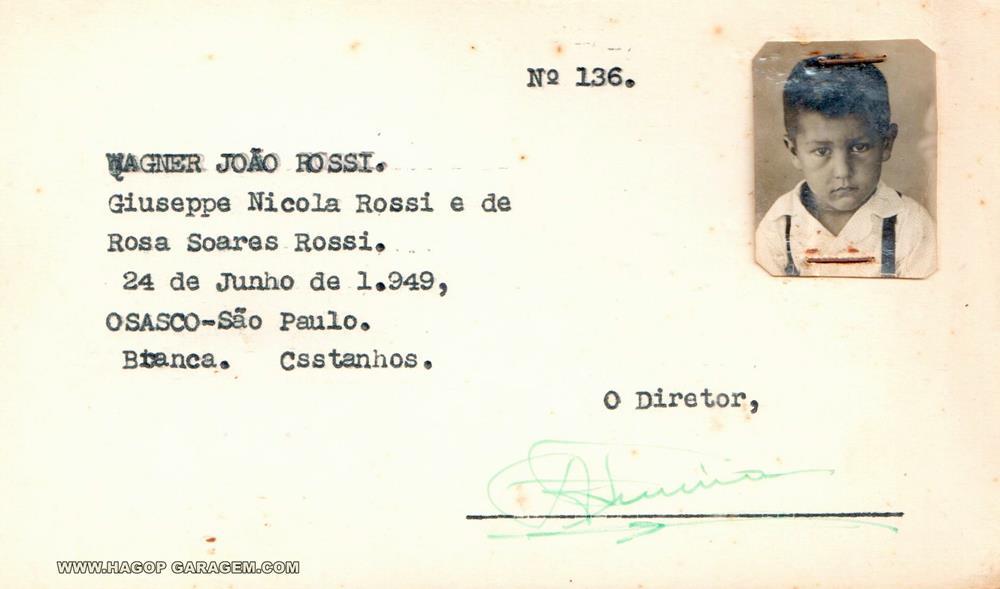 Nº 136.
WAGNER JOÃO ROSSI.
Giuseppe Nicola Rossi e de
Rosa Soares Rossi.
24 de Junho de 1.949,
OSASCO-São Paulo.
Branca. Csstanhos.
O Diretor,
WWW.HAGOP GARAGEM.COM